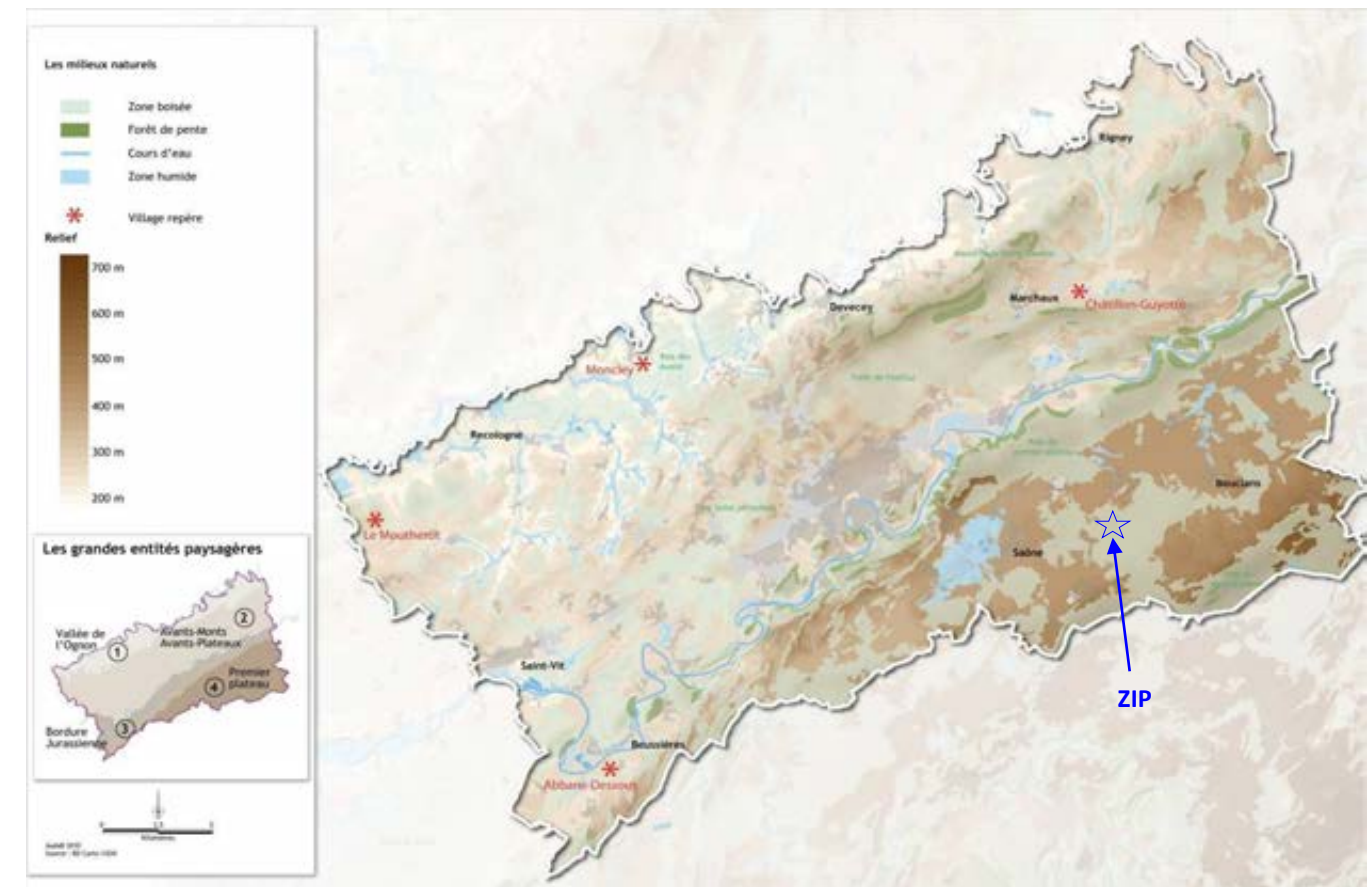 Les milieux naturels
Zone boisée
Forêt de pente
Cours d'eau
Zone humide
Village repère
Relief
700 m
600 m
500 m
400 m
300 m
200 m
Les grandes entités paysagères
Vallée de
l'Ognon
1
Avants-Monts
Avants-Plateaux
2
Premier
plateau
4
Bordure
Jurassienne
3
Kilomètres
Rigney
Marchaux
Châtillon-Guyotte
Devecey
Moncley
Recologne
Le Moutherot
Bouclans
Saône
Saint-Vit
Boussières
Abbans-Dessous
ZIP